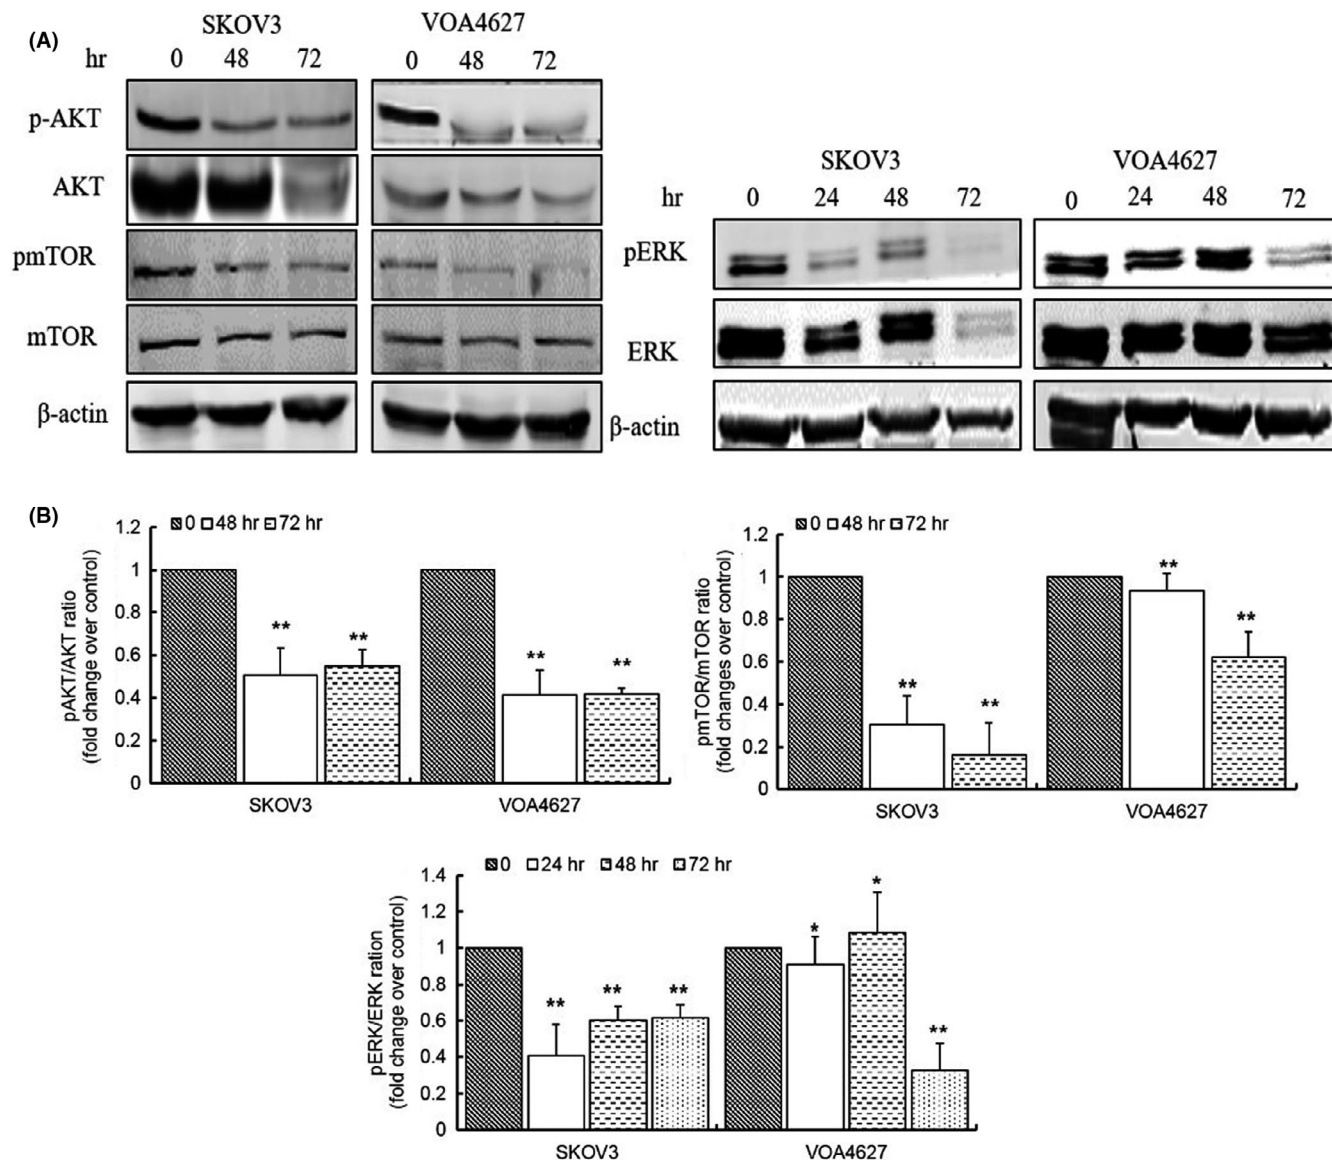 (A)
SKOV3 VOA4627
hr 0 48 72 0 48 72
p-AKT
AKT
pmTOR
mTOR
β-actin
SKOV3 VOA4627
hr 0 24 48 72 0 24 48 72
pERK
ERK
β-actin
(B)
0 48 hr 72 hr
pAKT/AKT ratio
(fold change over control)
1.2
1
0.8
0.6
0.4
0.2
0
** ** ** **
SKOV3 VOA4627
0 48 hr 72 hr
pmTOR/mTOR ratio
(fold changes over control)
1.2
1
0.8
0.6
0.4
0.2
0
** ** ** **
SKOV3 VOA4627
0 24 hr 48 hr 72 hr
pERK/ERK ration
(fold change over control)
1.4
1.2
1
0.8
0.6
0.4
0.2
0
** ** ** * * **
SKOV3 VOA4627